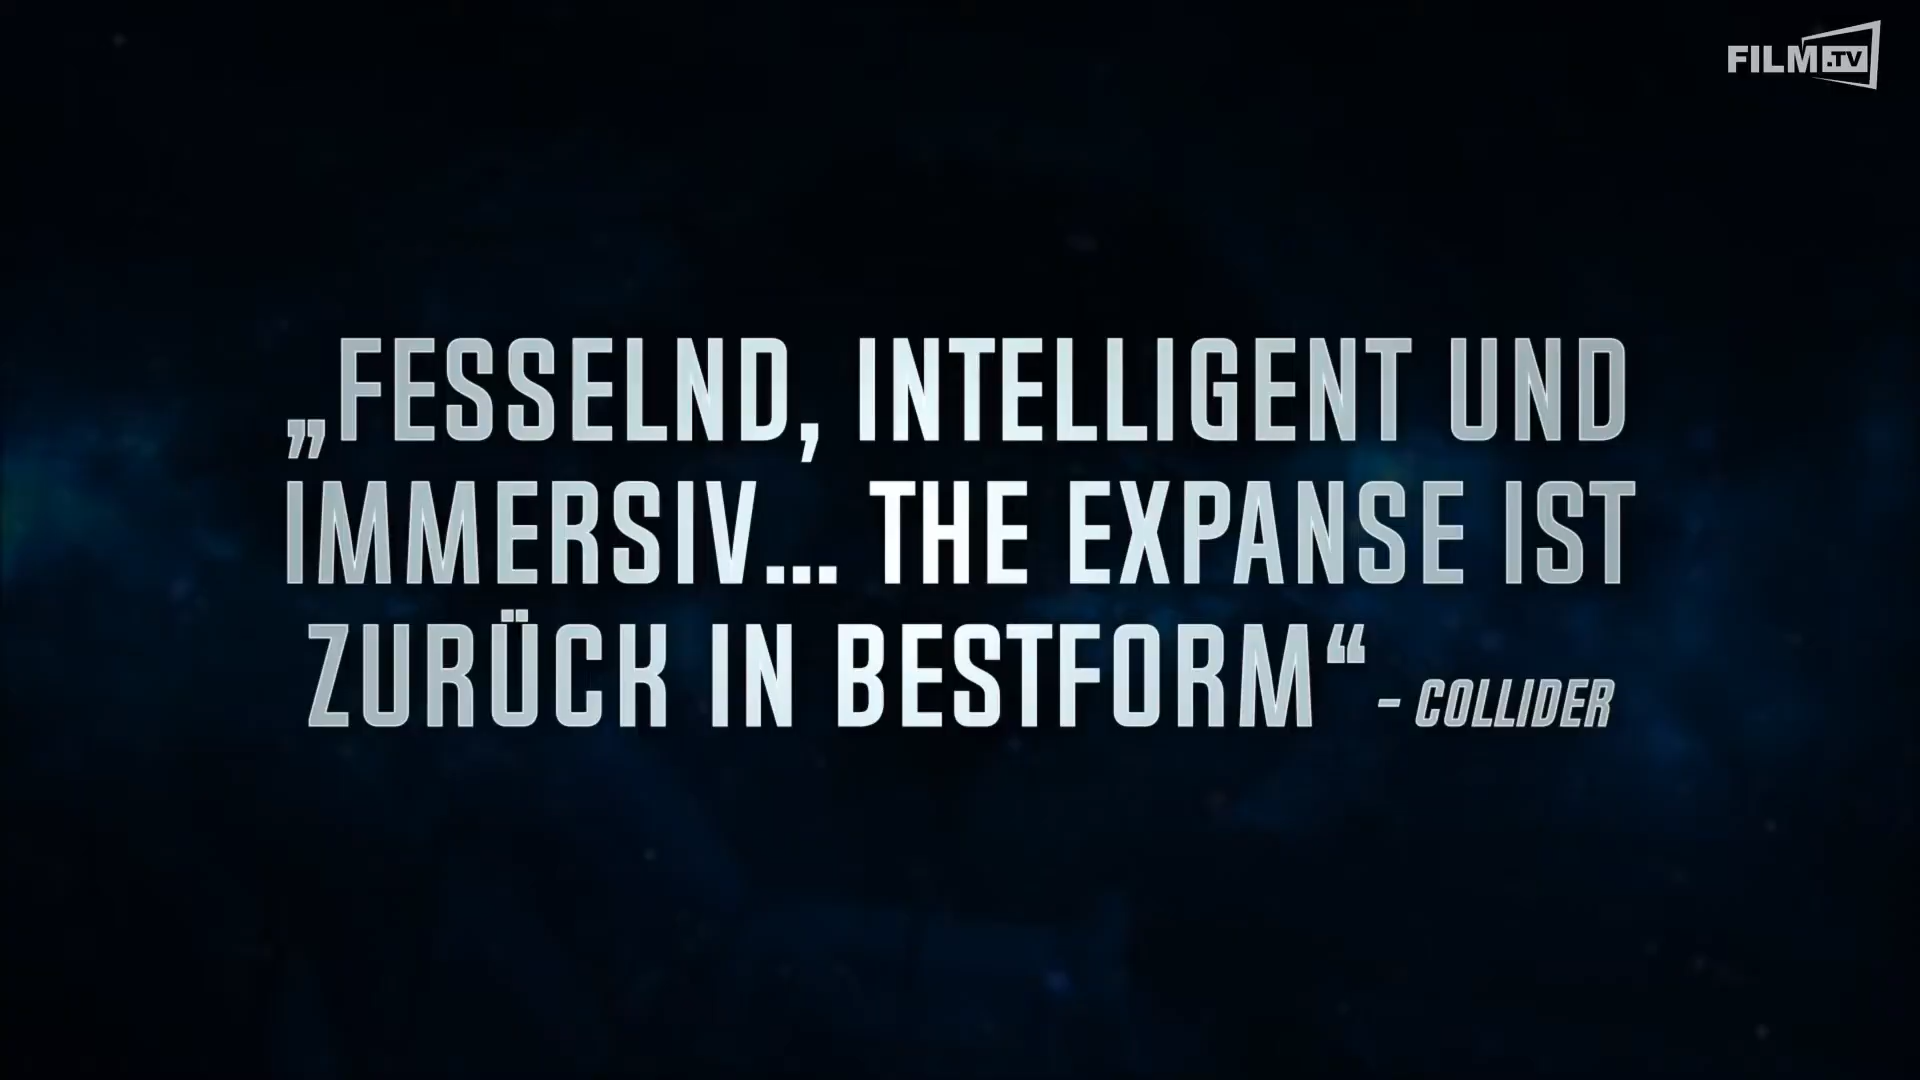 FILM.TV
„FESSELND, INTELLIGENT UND
IMMERSIV... THE EXPANSE IST
ZURÜCK IN BESTFORM“ – COLLIDER